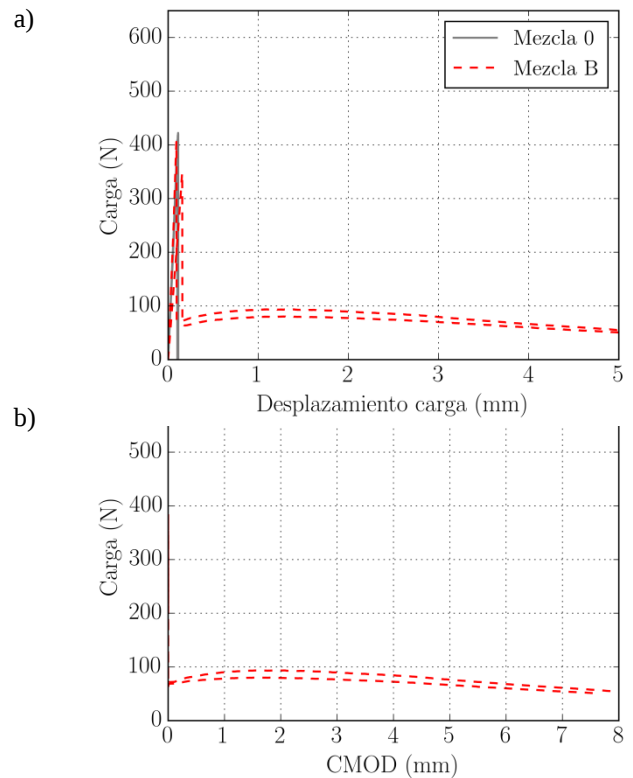 a)
600
500
400
300
200
100
0
Carga (N)
Mezcla 0
Mezcla B
0 1 2 3 4 5
Desplazamiento carga (mm)
b)
500
400
300
200
100
0
Carga (N)
0 1 2 3 4 5 6 7 8
CMOD (mm)